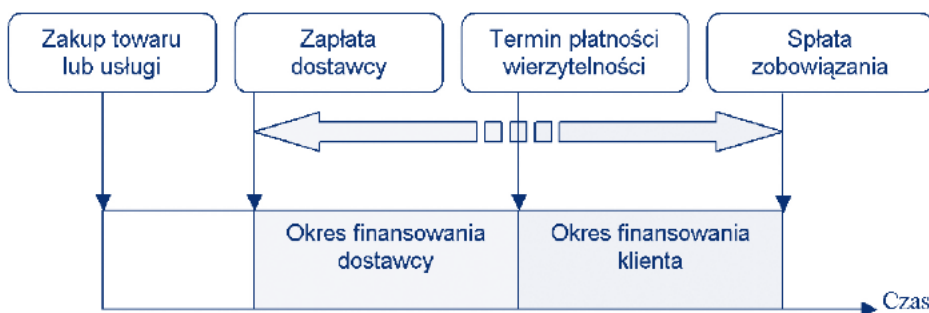 Zakup towaru
lub usługi
Zapłata
dostawcy
Termin płatności
wierzytelności
Spłata
zobowiązania
Okres finansowania
dostawcy
Okres finansowania
klienta
Czas